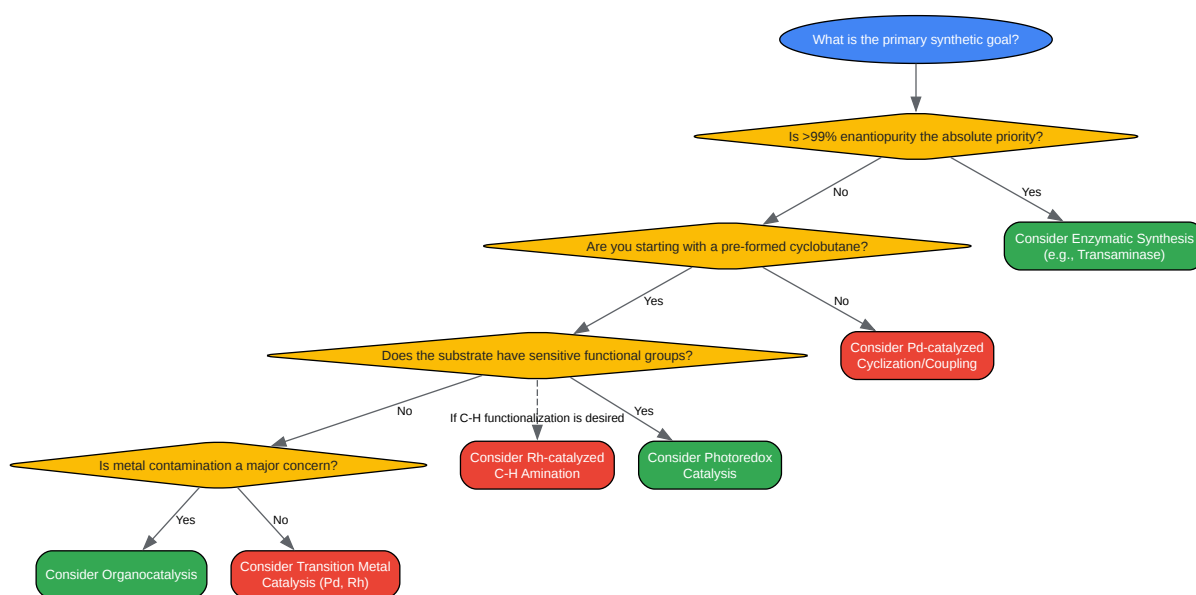 What is the primary synthetic goal?
Is >99% enantiopurity the absolute priority?
No
Yes
Are you starting with a pre-formed cyclobutane?
Consider Enzymatic Synthesis
(e.g., Transaminase)
Yes
No
Does the substrate have sensitive functional groups?
Consider Pd-catalyzed
Cyclization/Coupling
No
If C-H functionalization is desired
Yes
Is metal contamination a major concern?
Consider Rh-catalyzed
C-H Amination
Consider Photoredox
Catalysis
Yes
No
Consider Organocatalysis
Consider Transition Metal
Catalysis (Pd, Rh)